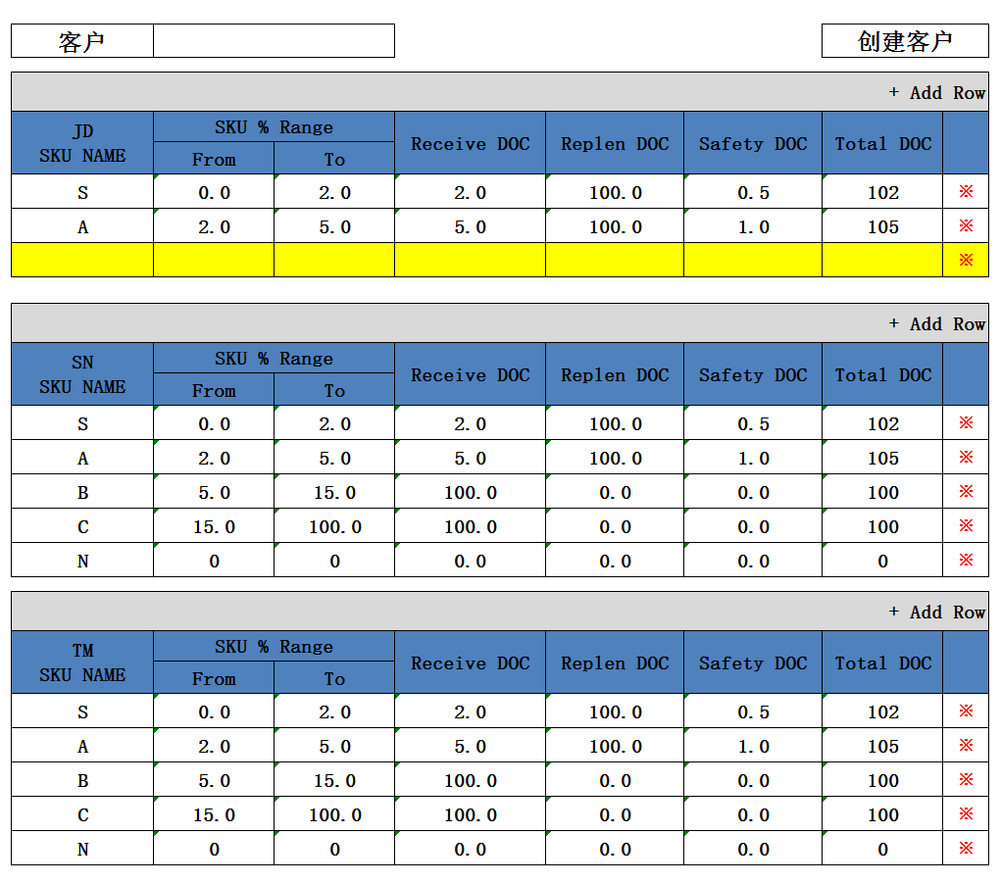 客户 创建客户
+ Add Row
JD SKU NAME SKU % Range Receive DOC Replen DOC Safety DOC Total DOC
From To
S 0.0 2.0 2.0 100.0 0.5 102 ※
A 2.0 5.0 5.0 100.0 1.0 105 ※
※
+ Add Row
SN SKU NAME SKU % Range Receive DOC Replen DOC Safety DOC Total DOC
From To
S 0.0 2.0 2.0 100.0 0.5 102 ※
A 2.0 5.0 5.0 100.0 1.0 105 ※
B 5.0 15.0 100.0 0.0 0.0 100 ※
C 15.0 100.0 100.0 0.0 0.0 100 ※
N 0 0 0.0 0.0 0.0 0 ※
+ Add Row
TM SKU NAME SKU % Range Receive DOC Replen DOC Safety DOC Total DOC
From To
S 0.0 2.0 2.0 100.0 0.5 102 ※
A 2.0 5.0 5.0 100.0 1.0 105 ※
B 5.0 15.0 100.0 0.0 0.0 100 ※
C 15.0 100.0 100.0 0.0 0.0 100 ※
N 0 0 0.0 0.0 0.0 0 ※